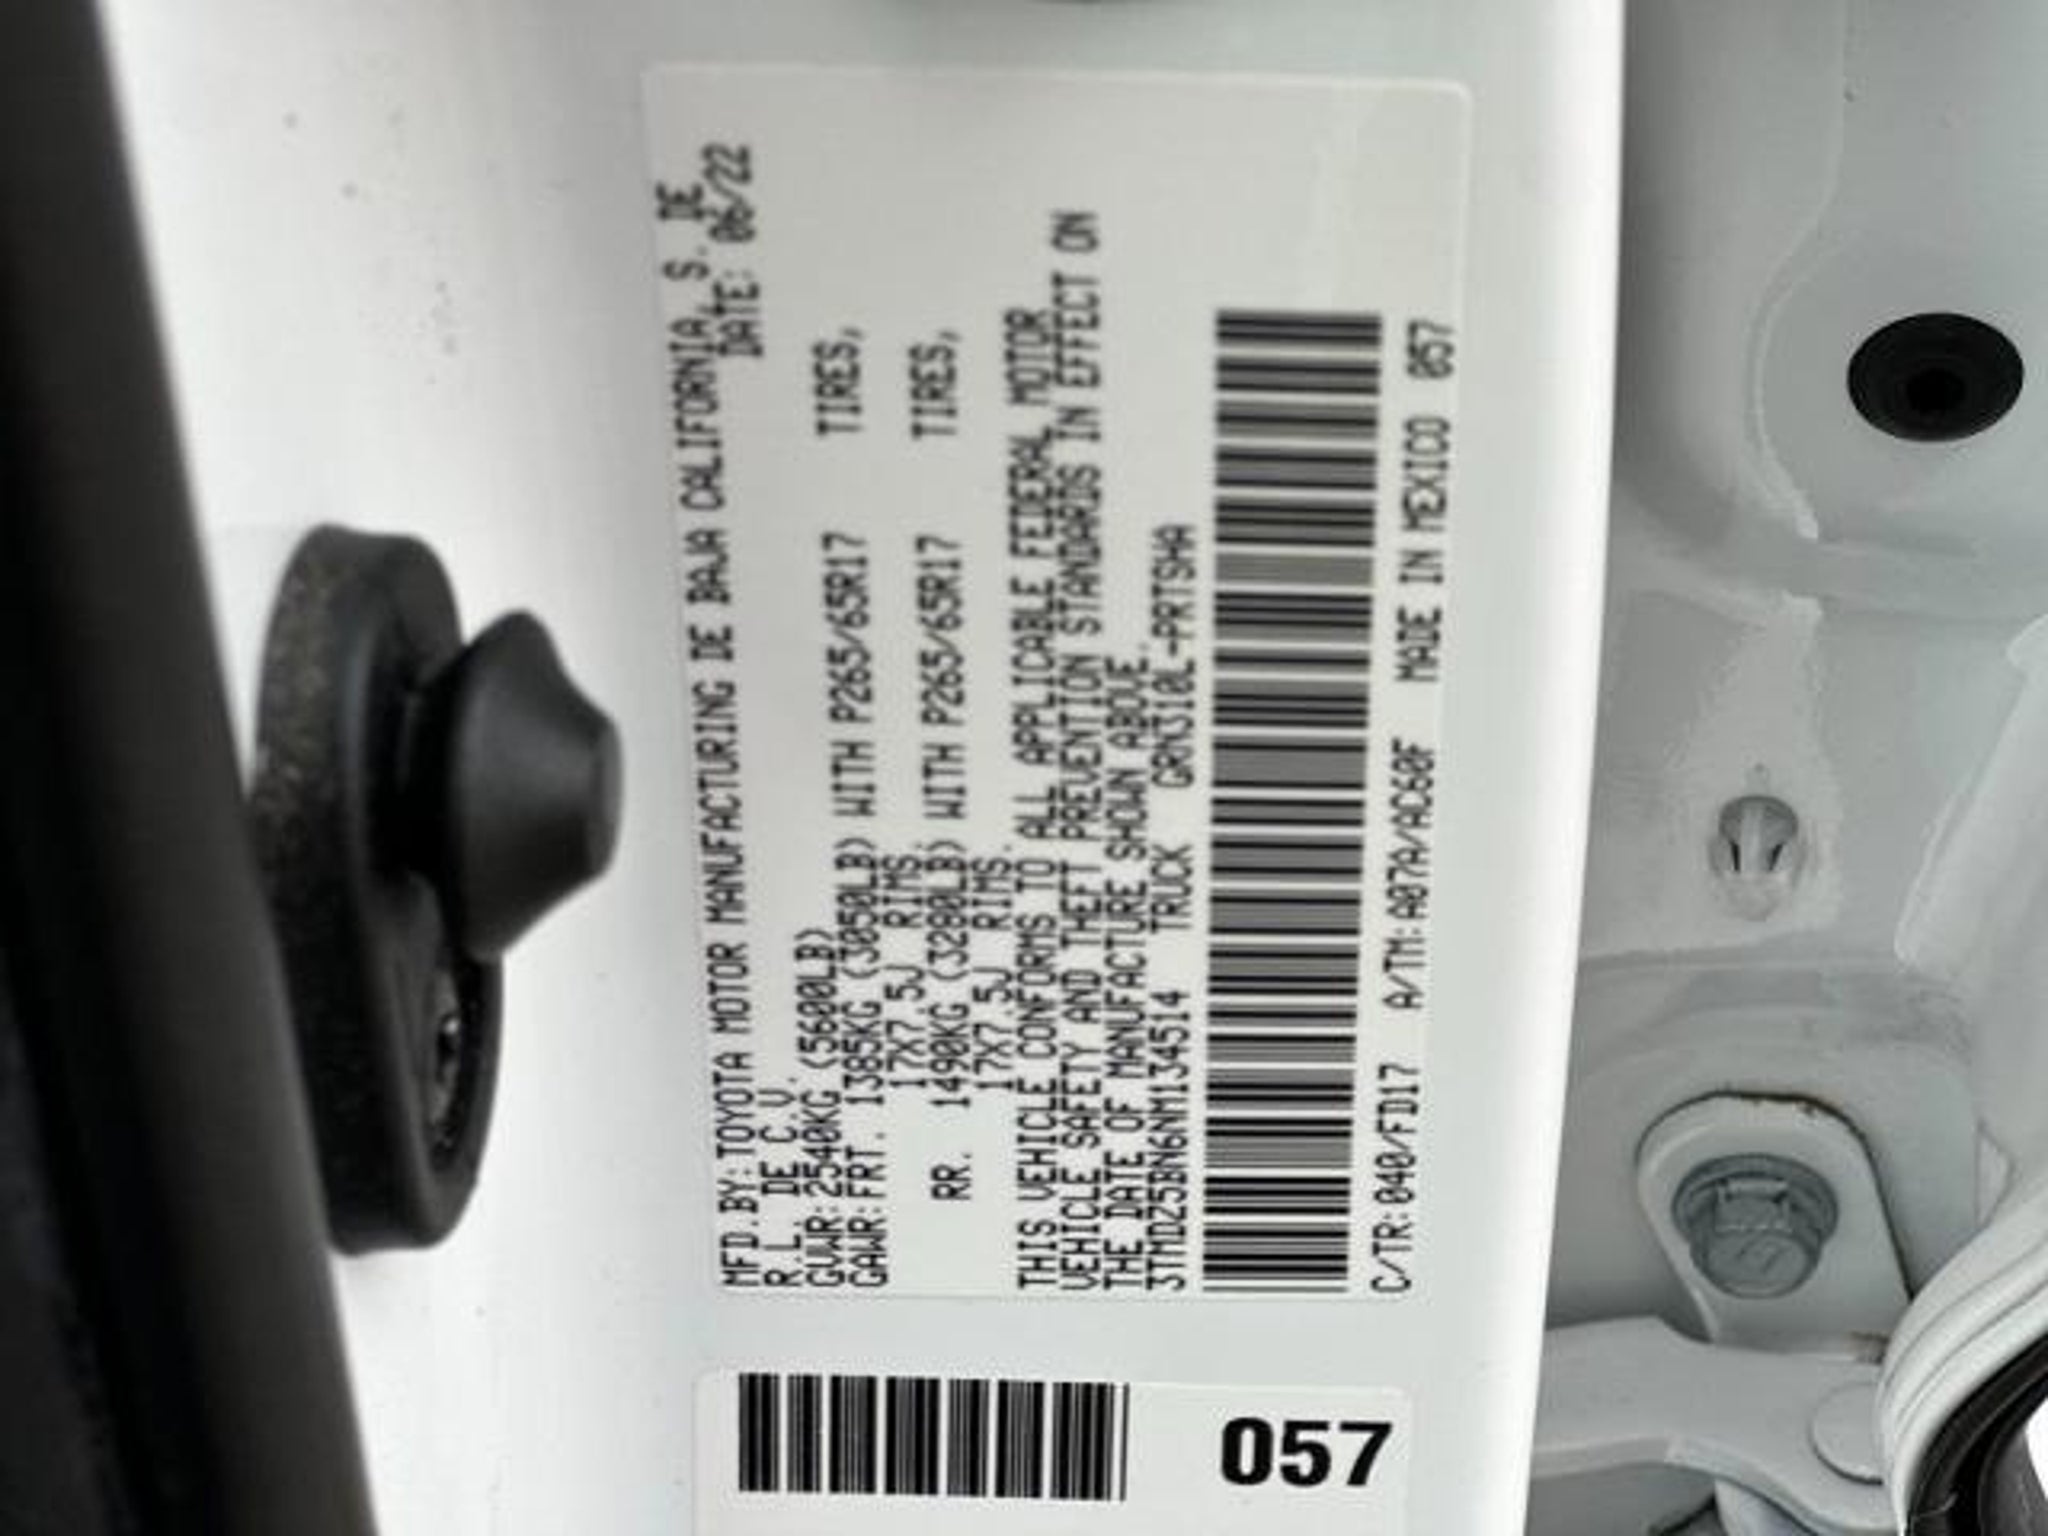 MFD.BY:TOYOTA MOTOR MANUFACTURING DE BAJA CALIFORNIA, S. DE
R.L. DE C.V. DATE: 06/22
GVWR:2540KG (5600LB)
GAWR:FRT. 1385KG (3050LB) WITH P265/65R17 TIRES,
17X7.5J RIMS.
RR. 1490KG (3280LB) WITH P265/65R17 TIRES,
17X7.5J RIMS.
THIS VEHICLE CONFORMS TO ALL APPLICABLE FEDERAL MOTOR
VEHICLE SAFETY AND THEFT PREVENTION STANDARDS IN EFFECT ON
THE DATE OF MANUFACTURE SHOWN ABOVE.
3TMDZ5BN6NM134514 TRUCK GRN310L-PRTSHA
C/TR:040/FD17 A/TM:A07A/AC60F MADE IN MEXICO 057
057